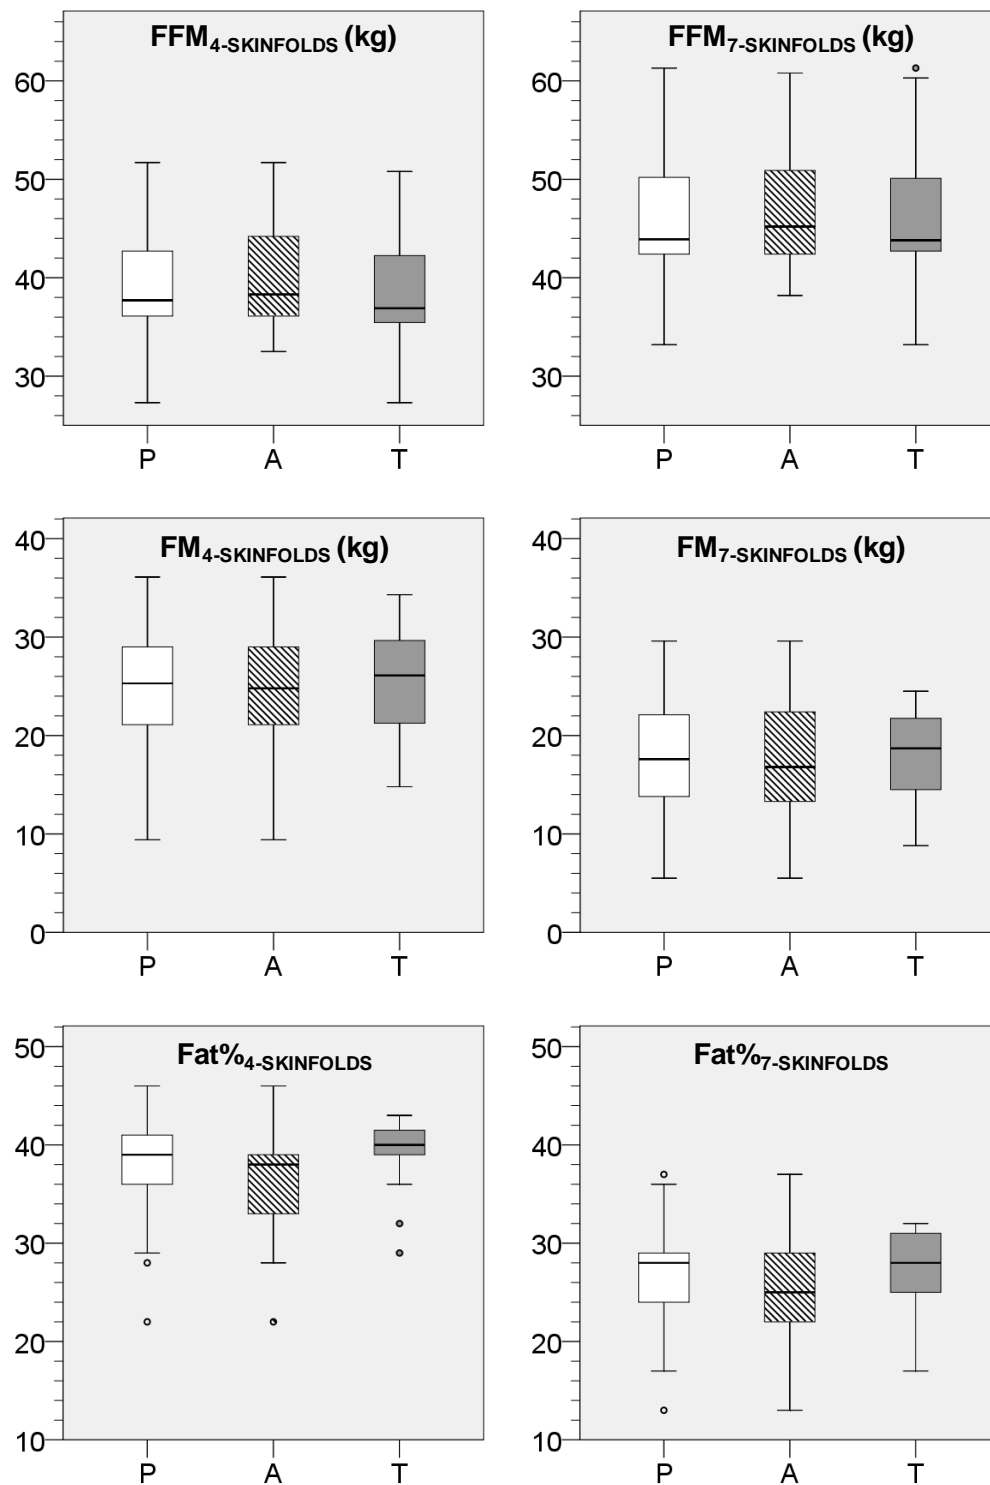 FFM4-SKINFOLDS (kg)
60
50
40
30
P A T
FFM7-SKINFOLDS (kg)
60
50
40
30
P A T
FM4-SKINFOLDS (kg)
40
30
20
10
0
P A T
FM7-SKINFOLDS (kg)
40
30
20
10
0
P A T
Fat%4-SKINFOLDS
50
40
30
20
10
P A T
Fat%7-SKINFOLDS
50
40
30
20
10
P A T